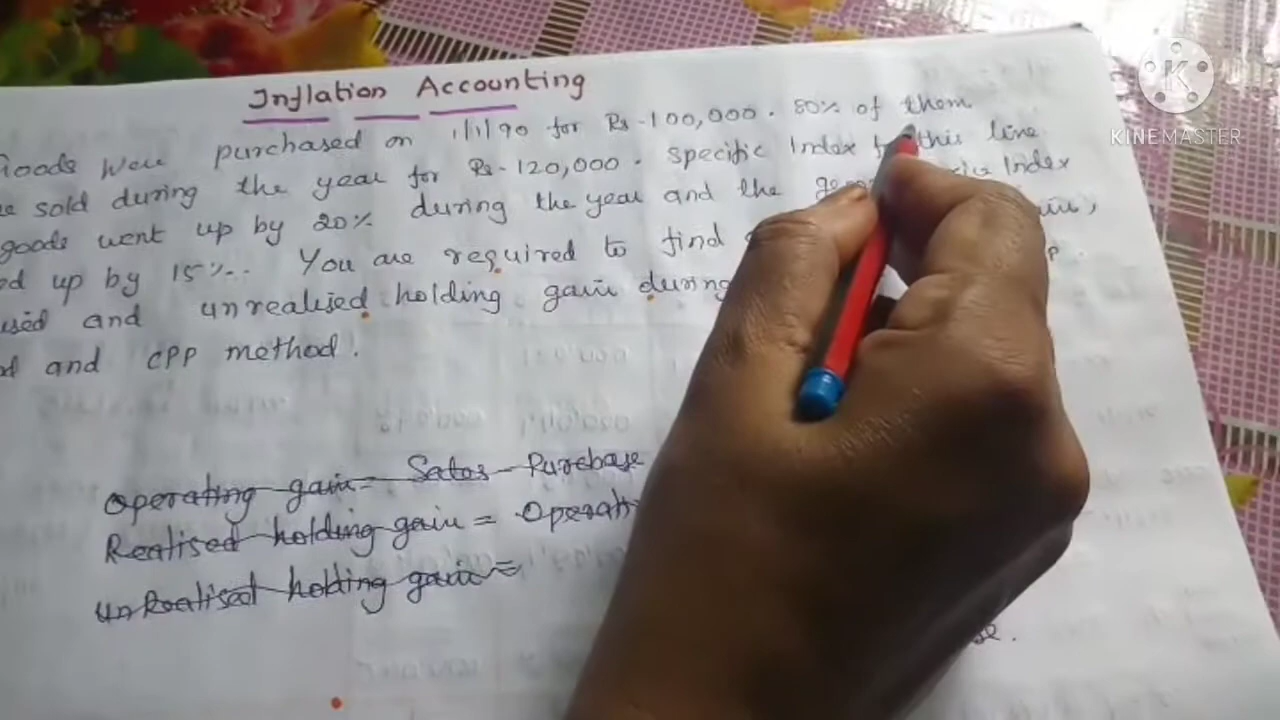 Inflation Accounting
Goods were purchased on 1/1/90 for Rs-100,000. 80% of them
sold during the year for Rs-120,000. Specific Index this line
goods went up by 20% during the year and the Index
up by 15%.. You are required to find
and unrealised holding gain during
and CPP method.
Operating gain = Sales - Purchase
Realised holding gain = Operati
unRealised holding gain =
K
KINEMASTER